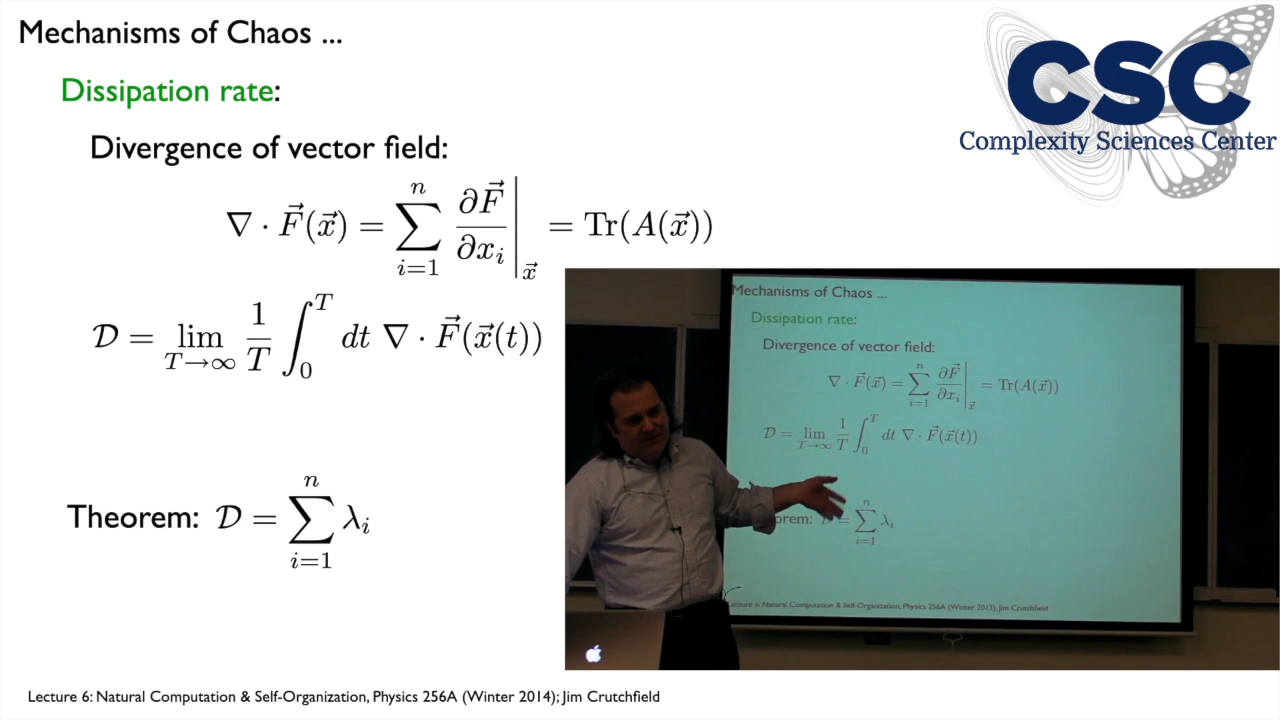 Mechanisms of Chaos ...
Dissipation rate:
Divergence of vector field:
∇ · F⃗(x⃗) = ∑_{i=1}^{n} ∂F⃗/∂x_i |_{x⃗} = Tr(A(x⃗))
𝒟 = lim_{T→∞} 1/T ∫_0^T dt ∇ · F⃗(x⃗(t))
Theorem: 𝒟 = ∑_{i=1}^{n} λ_i
Lecture 6: Natural Computation & Self-Organization, Physics 256A (Winter 2014); Jim Crutchfield
CSC
Complexity Sciences Center
Mechanisms of Chaos ...
Dissipation rate:
Divergence of vector field:
∇ · F⃗(x⃗) = ∑_{i=1}^{n} ∂F⃗/∂x_i |_{x⃗} = Tr(A(x⃗))
𝒟 = lim_{T→∞} 1/T ∫_0^T dt ∇ · F⃗(x⃗(t))
orem: 𝒟 = ∑_{i=1}^{n} λ_i
Lecture 6: Natural Computation & Self-Organization, Physics 256A (Winter 2013); Jim Crutchfield